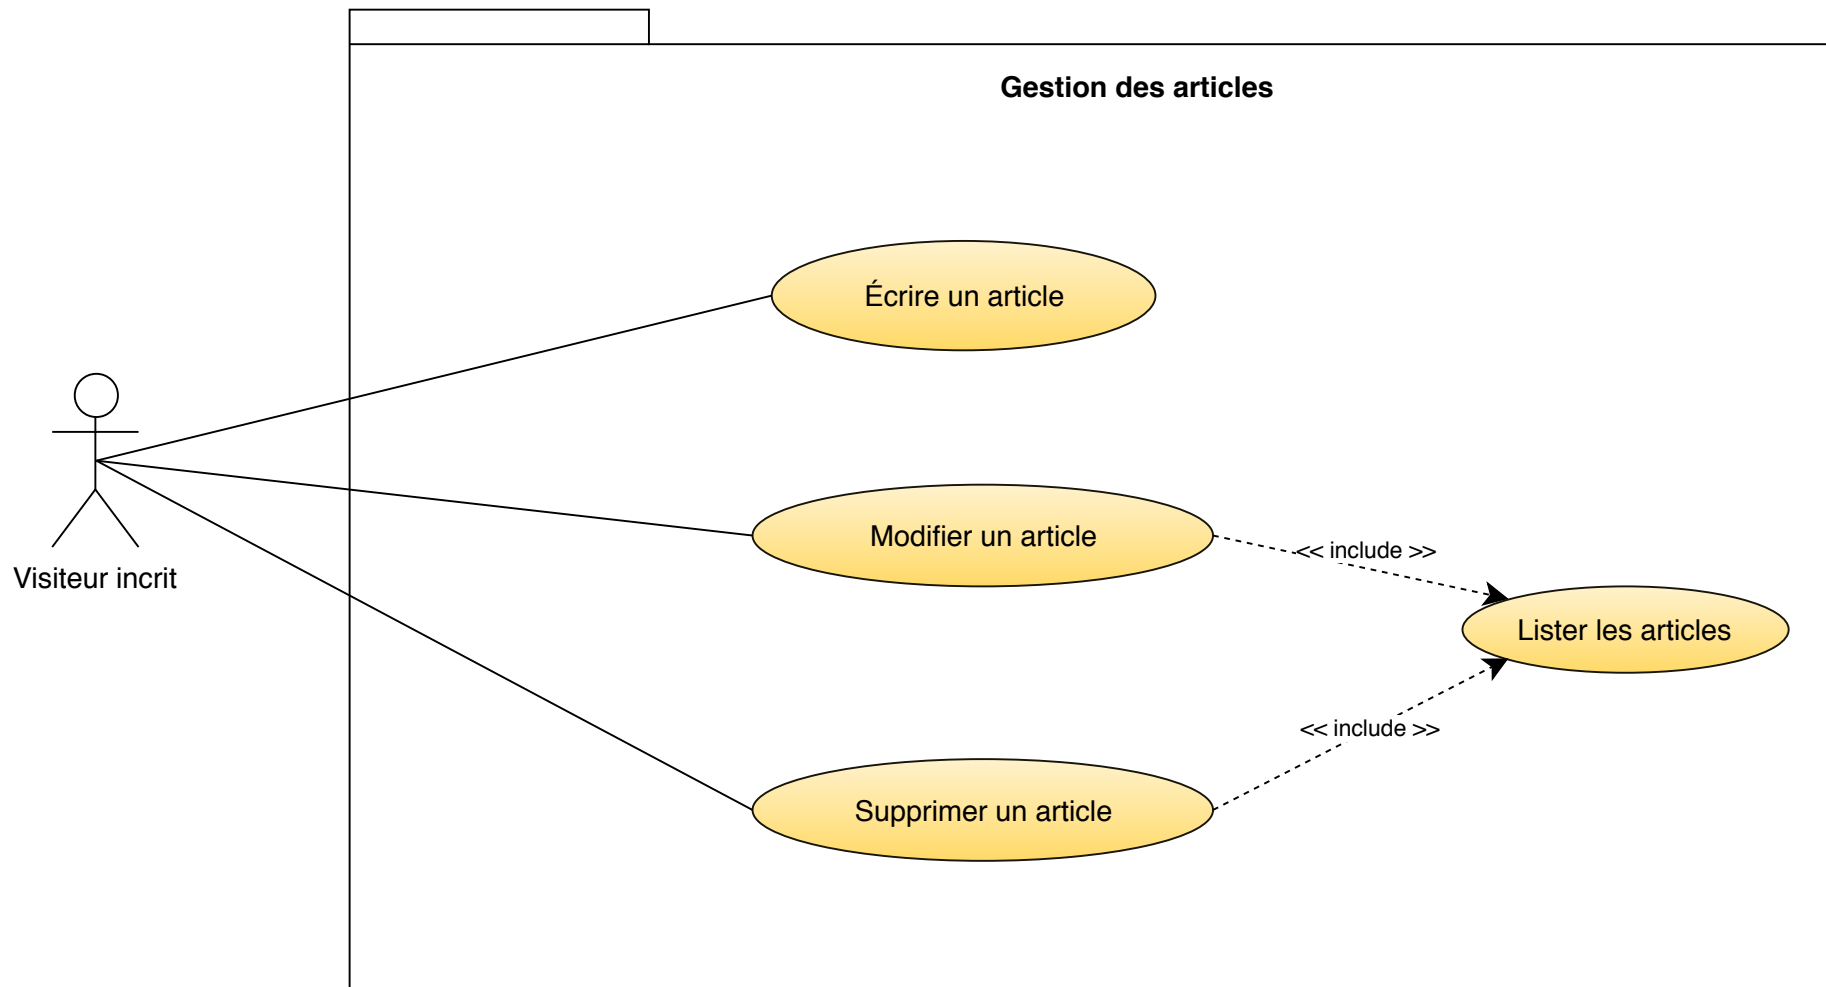 Gestion des articles
Écrire un article
Visiteur incrit
Modifier un article
<< include >>
Lister les articles
<< include >>
Supprimer un article